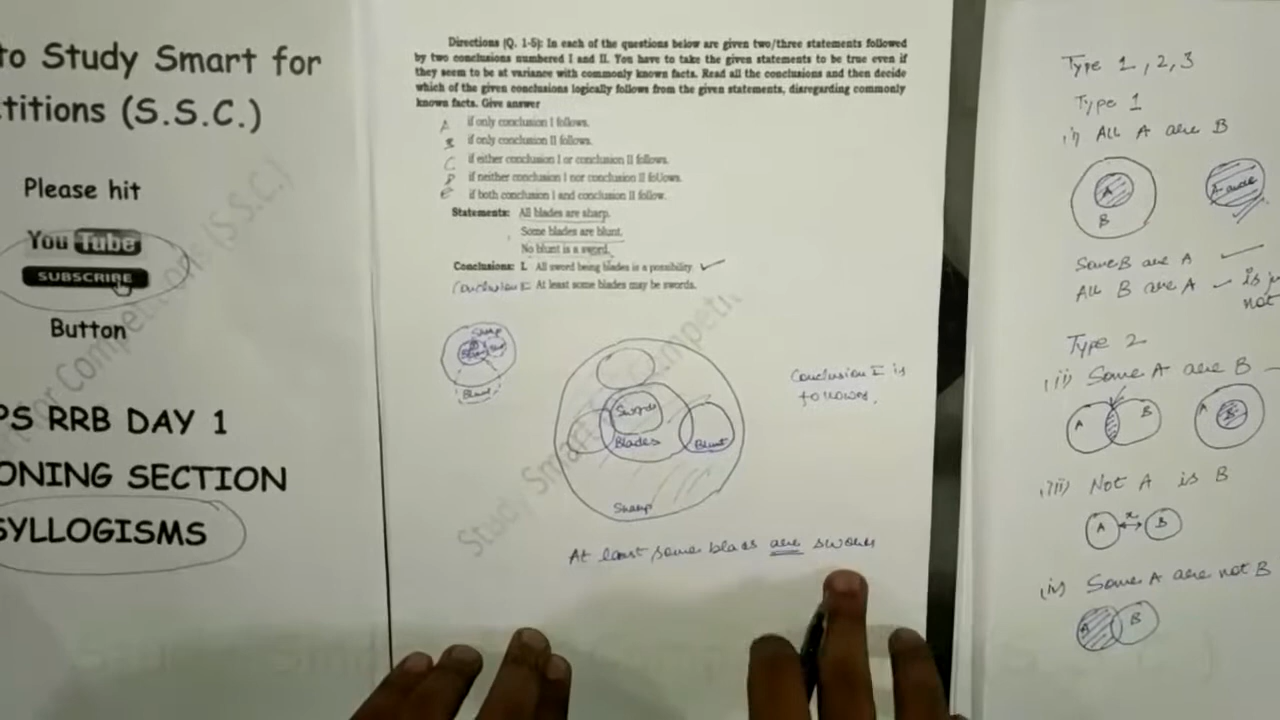 to Study Smart for
titions (S.S.C.)
Please hit
You Tube
SUBSCRIBE
Button
PS RRB DAY 1
ONING SECTION
SYLLOGISMS
Directions (Q. 1-5): In each of the questions below are given two/three statements followed
by two conclusions numbered I and II. You have to take the given statements to be true even if
they seem to be at variance with commonly known facts. Read all the conclusions and then decide
which of the given conclusions logically follows from the given statements, disregarding commonly
known facts. Give answer
A if only conclusion I follows.
B if only conclusion II follows.
C if either conclusion I or conclusion II follows.
D if neither conclusion I nor conclusion II follows.
e if both conclusion I and conclusion II follow.
Statements: All blades are sharp.
Some blades are blunt.
No blunt is a sword.
Conclusions: I. All sword being blades is a possibility.
Conclusion II At least some blades may be swords.
Sharp
Blunt
Swords
Blades
Blunt
Sharp
Conclusion I is
followed.
At least some blads are swords
Type 1, 2, 3
Type 1
(i) All A are B
A
B
Some B are A
All B are A
not
Type 2
(ii) Some A are B
A B
A B
(iii) Not A is B
A x B
(iv) Some A are not B
A B